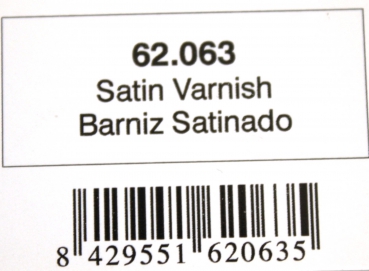 62.063
Satin Varnish
Barniz Satinado
8 429551 620635